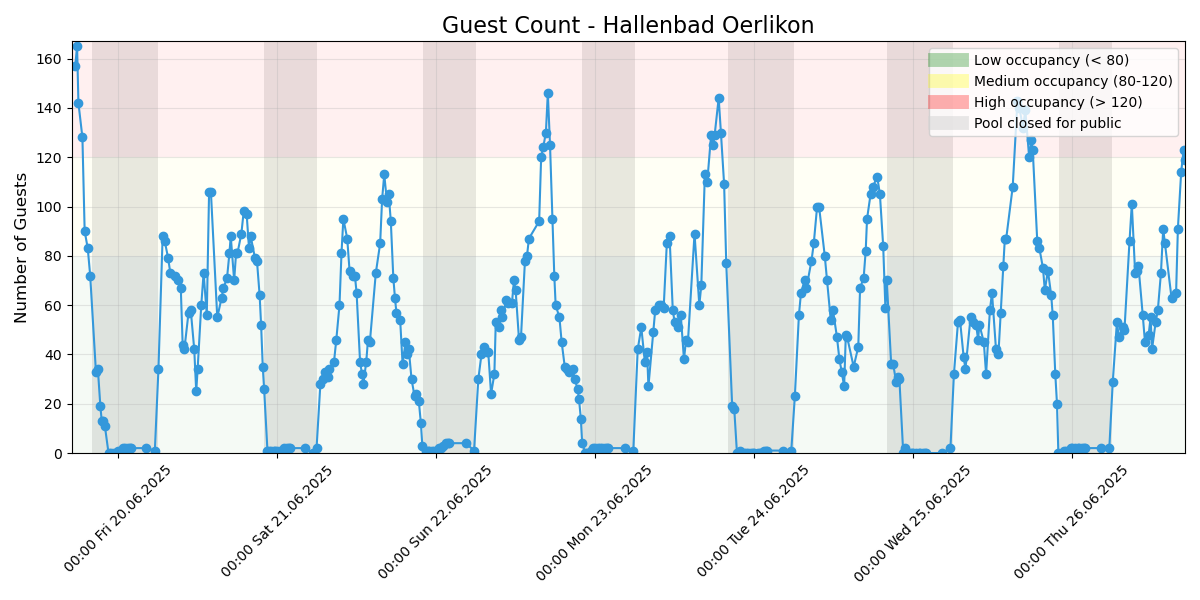 Guest Count - Hallenbad Oerlikon
Number of Guests
160
140
120
100
80
60
40
20
0
Low occupancy (< 80)
Medium occupancy (80-120)
High occupancy (> 120)
Pool closed for public
00:00 Fri 20.06.2025
00:00 Sat 21.06.2025
00:00 Sun 22.06.2025
00:00 Mon 23.06.2025
00:00 Tue 24.06.2025
00:00 Wed 25.06.2025
00:00 Thu 26.06.2025